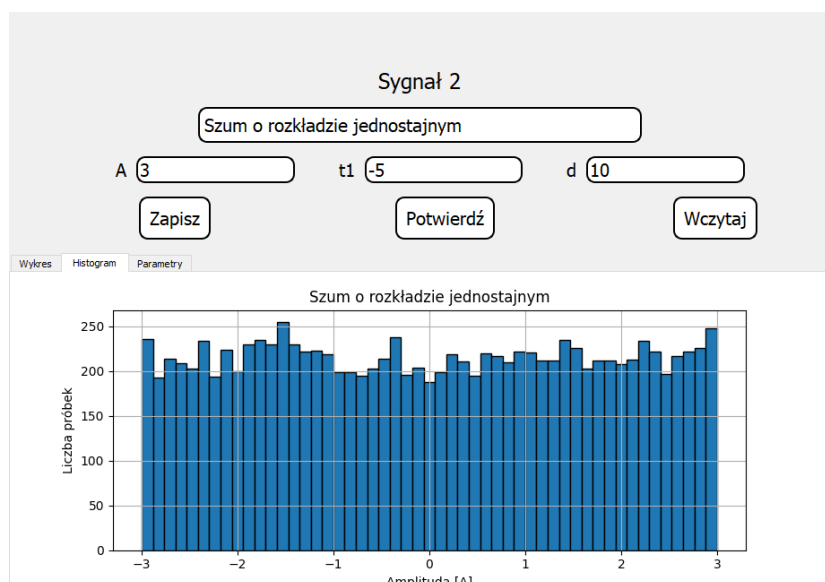 Sygnał 2
Szum o rozkładzie jednostajnym
A 3 t1 -5 d 10
Zapisz Potwierdź Wczytaj
Wykres Histogram Parametry
Szum o rozkładzie jednostajnym
250
200
150
100
50
0
Liczba próbek
−3 −2 −1 0 1 2 3
Amplituda [A]